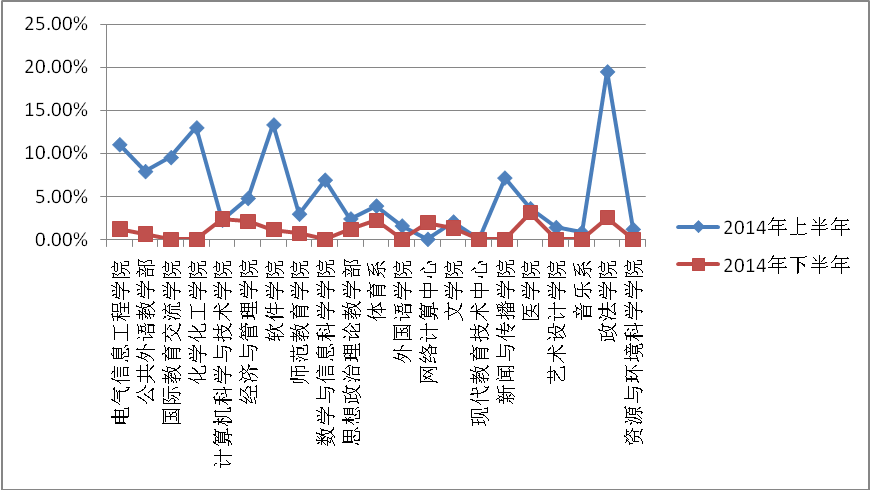 25.00%
20.00%
15.00%
10.00%
5.00%
0.00%
电气信息工程学院
公共外语教学部
国际教育交流学院
化学化工学院
计算机科学与技术学院
经济与管理学院
软件学院
师范教育学院
数学与信息科学学院
思想政治理论教学部
体育系
外国语学院
网络计算中心
文学院
现代教育技术中心
新闻与传播学院
医学院
艺术设计学院
音乐系
政法学院
资源与环境科学学院
2014年上半年
2014年下半年